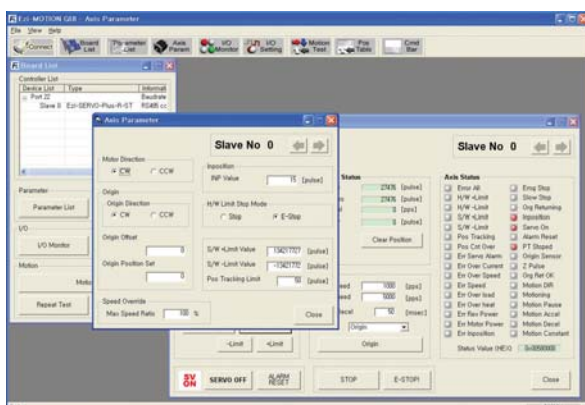 Ezi-MOTION GUI - Axis Parameter
File View Help
Connect Board List Parameter List Axis Param I/O Monitor I/O Setting Motion Test Pos Table Cmd Bar
Board List
Controller List
Device List Type Informati
Port 22 Baudrate
Slave 0 Ezi-SERVO-Plus-R-ST RS485 cc
Parameter
Parameter List
I/O
I/O Monitor
Motion
Repeat Test
Axis Parameter
Slave No 0
Motor Direction
CW CCW
Origin
Origin Direction
CW CCW
Origin Offset 0
Origin Position Set 0
Speed Override
Max Speed Ratio 100 %
Inposition
INP Value 15 [pulse]
H/W Limit Stop Mode
Stop E-Stop
S/W +Limit Value 134217727 [pulse]
S/W -Limit Value -134217727 [pulse]
Pos Tracking Limit 50 [pulse]
Close
Slave No 0
Status
27476 [pulse]
27476 [pulse]
0 [pps]
0 [pulse]
Clear Position
1000 [pps]
5000 [pps]
50 [msec]
Origin
-Limit +Limit Origin
Axis Status
Error All
H/W +Limit
H/W -Limit
S/W +Limit
S/W -Limit
Pos Tracking
Pos Cnt Over
Err Servo Alarm
Err Over Current
Err Over Speed
Err Speed
Err Over load
Err Over heat
Err Rev Power
Err Motor Power
Err Inposition
Emg Stop
Slow Stop
Org Returning
Inposition
Servo On
Alarm Reset
PT Stoped
Origin Sensor
Z Pulse
Org Ret OK
Motion DIR
Motioning
Motion Pause
Motion Accel
Motion Decel
Motion Constant
Status Value (HEX)
SV ON SERVO OFF ALARM RESET STOP E-STOP! Close